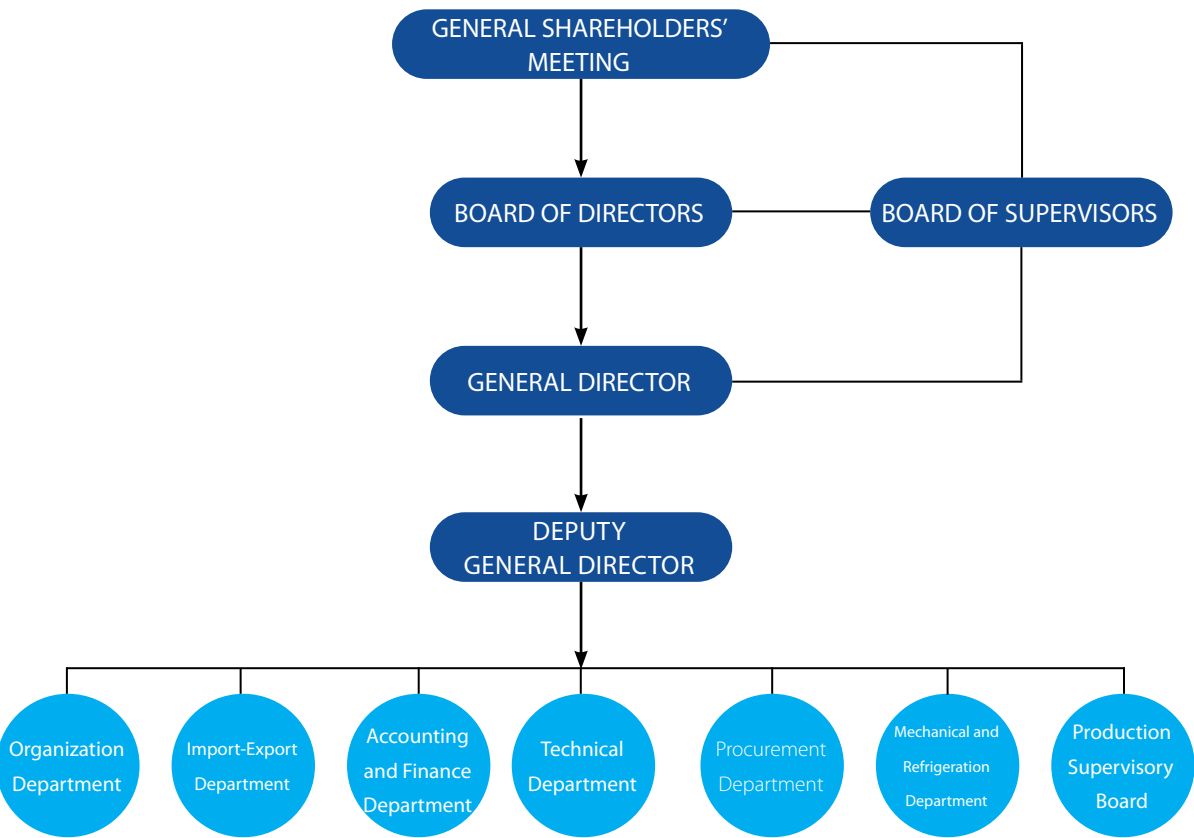 GENERAL SHAREHOLDERS’
MEETING
BOARD OF DIRECTORS
BOARD OF SUPERVISORS
GENERAL DIRECTOR
DEPUTY
GENERAL DIRECTOR
Organization
Department
Import-Export
Department
Accounting
and Finance
Department
Technical
Department
Procurement
Department
Mechanical and
Refrigeration
Department
Production
Supervisory
Board